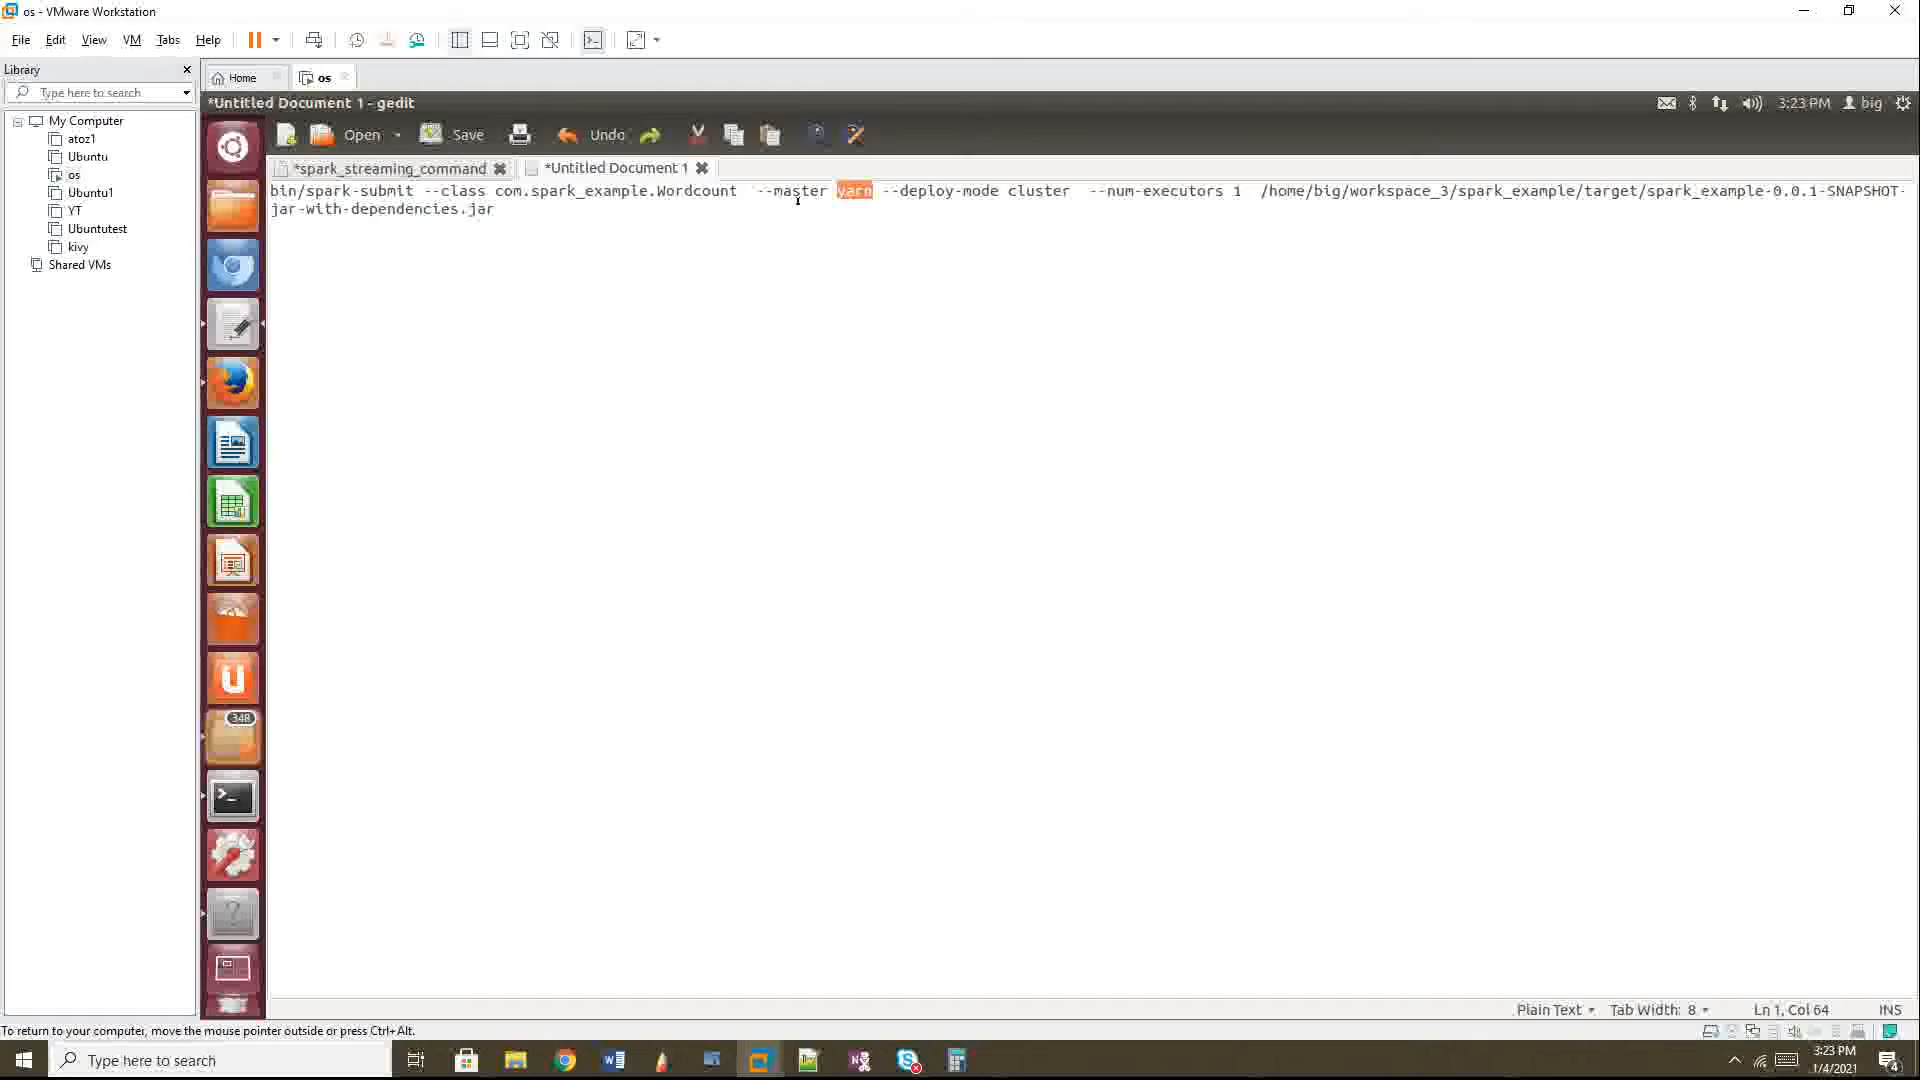 os - VMware Workstation
File Edit View VM Tabs Help
Library
Type here to search
Home
os
My Computer
atoz1
Ubuntu
os
Ubuntu1
YT
Ubuntutest
kivy
Shared VMs
*Untitled Document 1 - gedit
3:23 PM big
Open Save Undo
*spark_streaming_command
*Untitled Document 1
bin/spark-submit --class com.spark_example.Wordcount  --master yarn --deploy-mode cluster  --num-executors 1  /home/big/workspace_3/spark_example/target/spark_example-0.0.1-SNAPSHOT-
jar-with-dependencies.jar
348
Plain Text Tab Width: 8 Ln 1, Col 64 INS
To return to your computer, move the mouse pointer outside or press Ctrl+Alt.
Type here to search
3:23 PM
1/4/2021
4